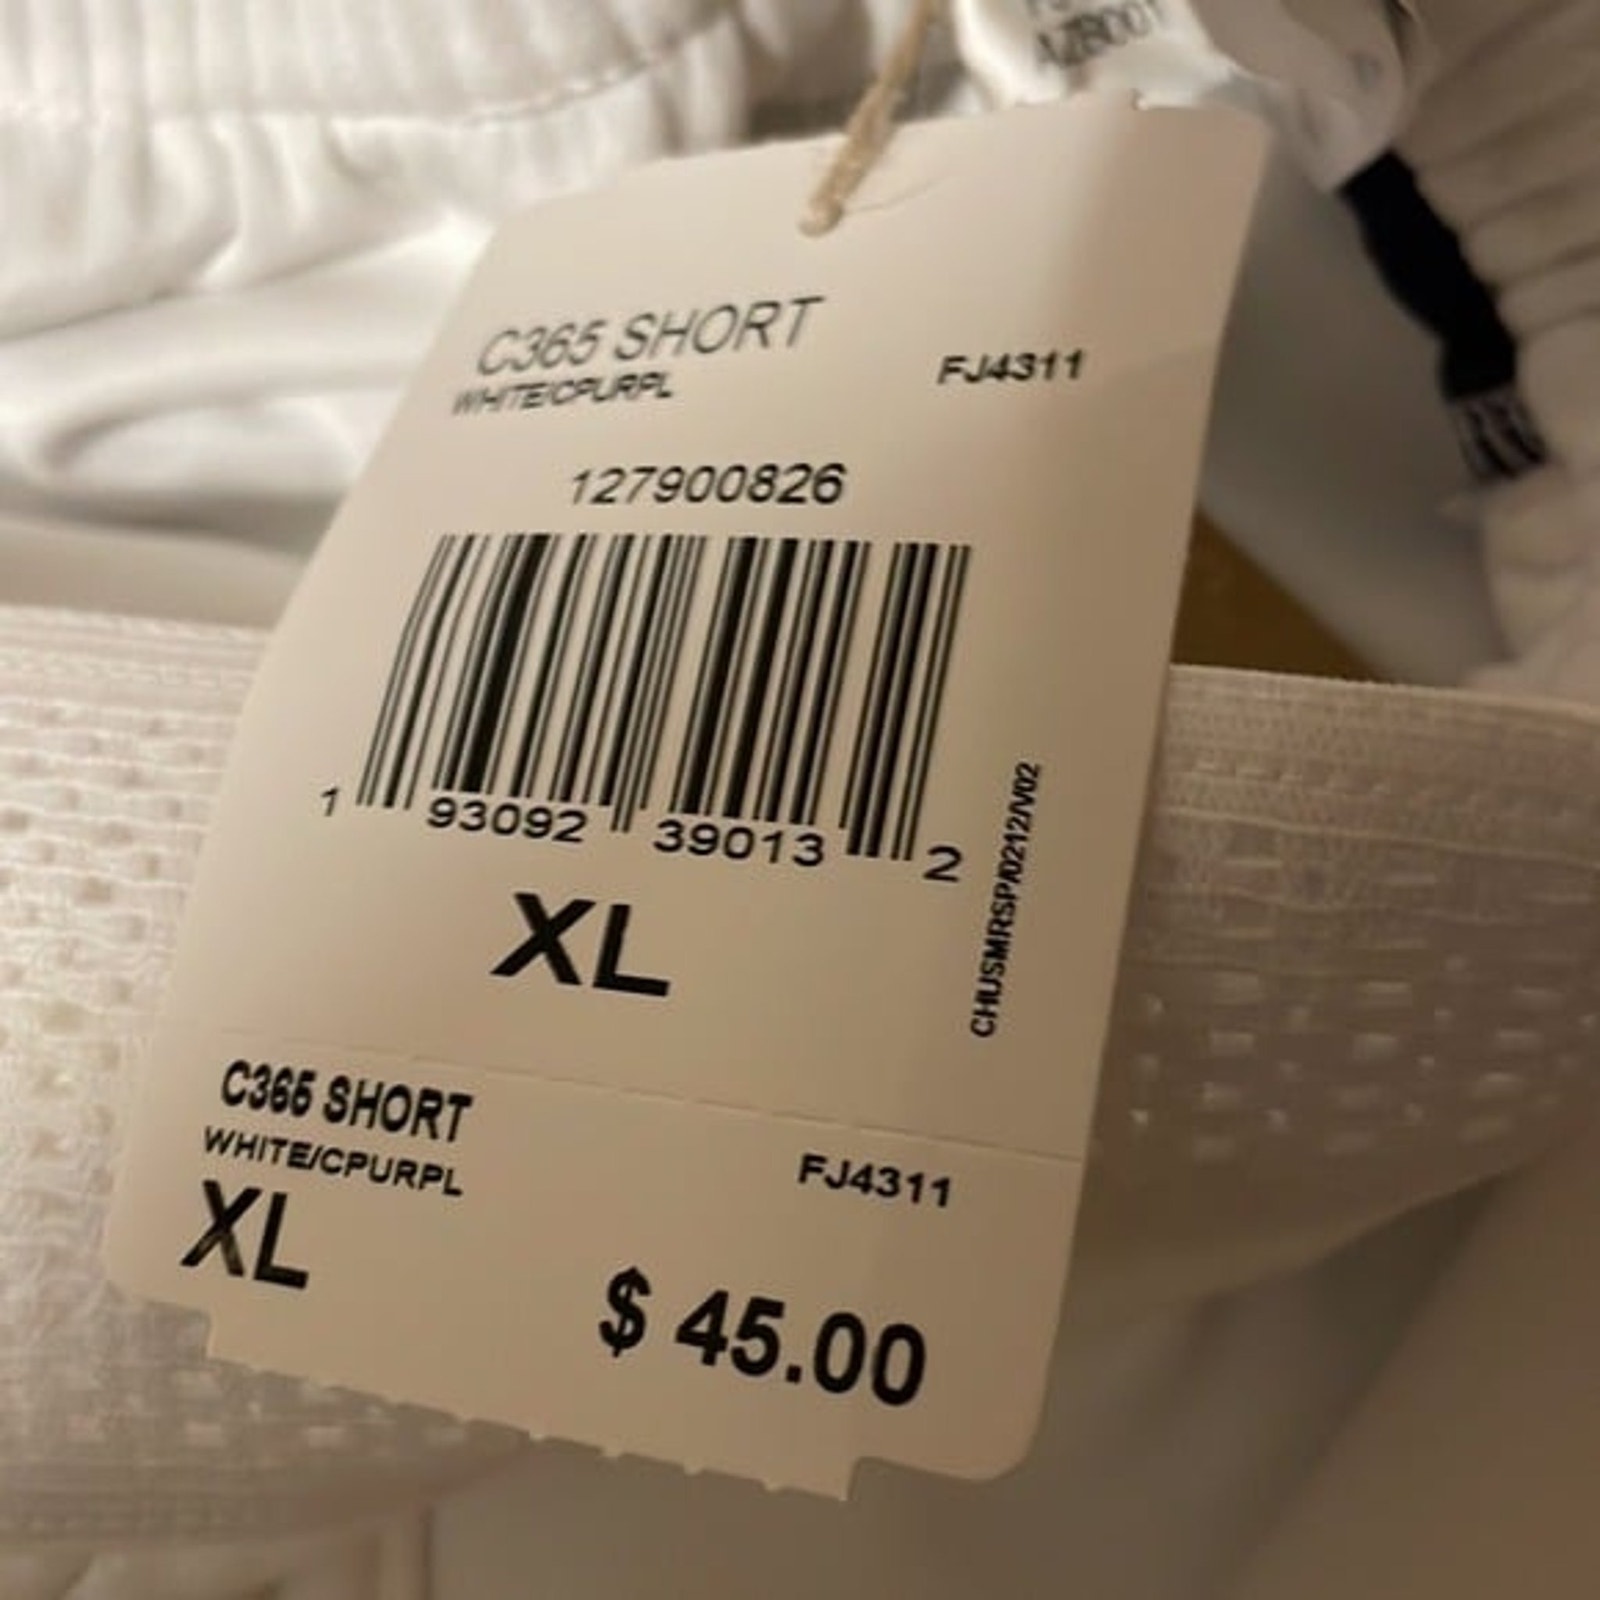 C365 SHORT
WHITE/CPURPL
FJ4311
127900826
1 93092 39013 2
CHUSMRSP/0212/V02
XL
C365 SHORT
WHITE/CPURPL
FJ4311
XL
$ 45.00